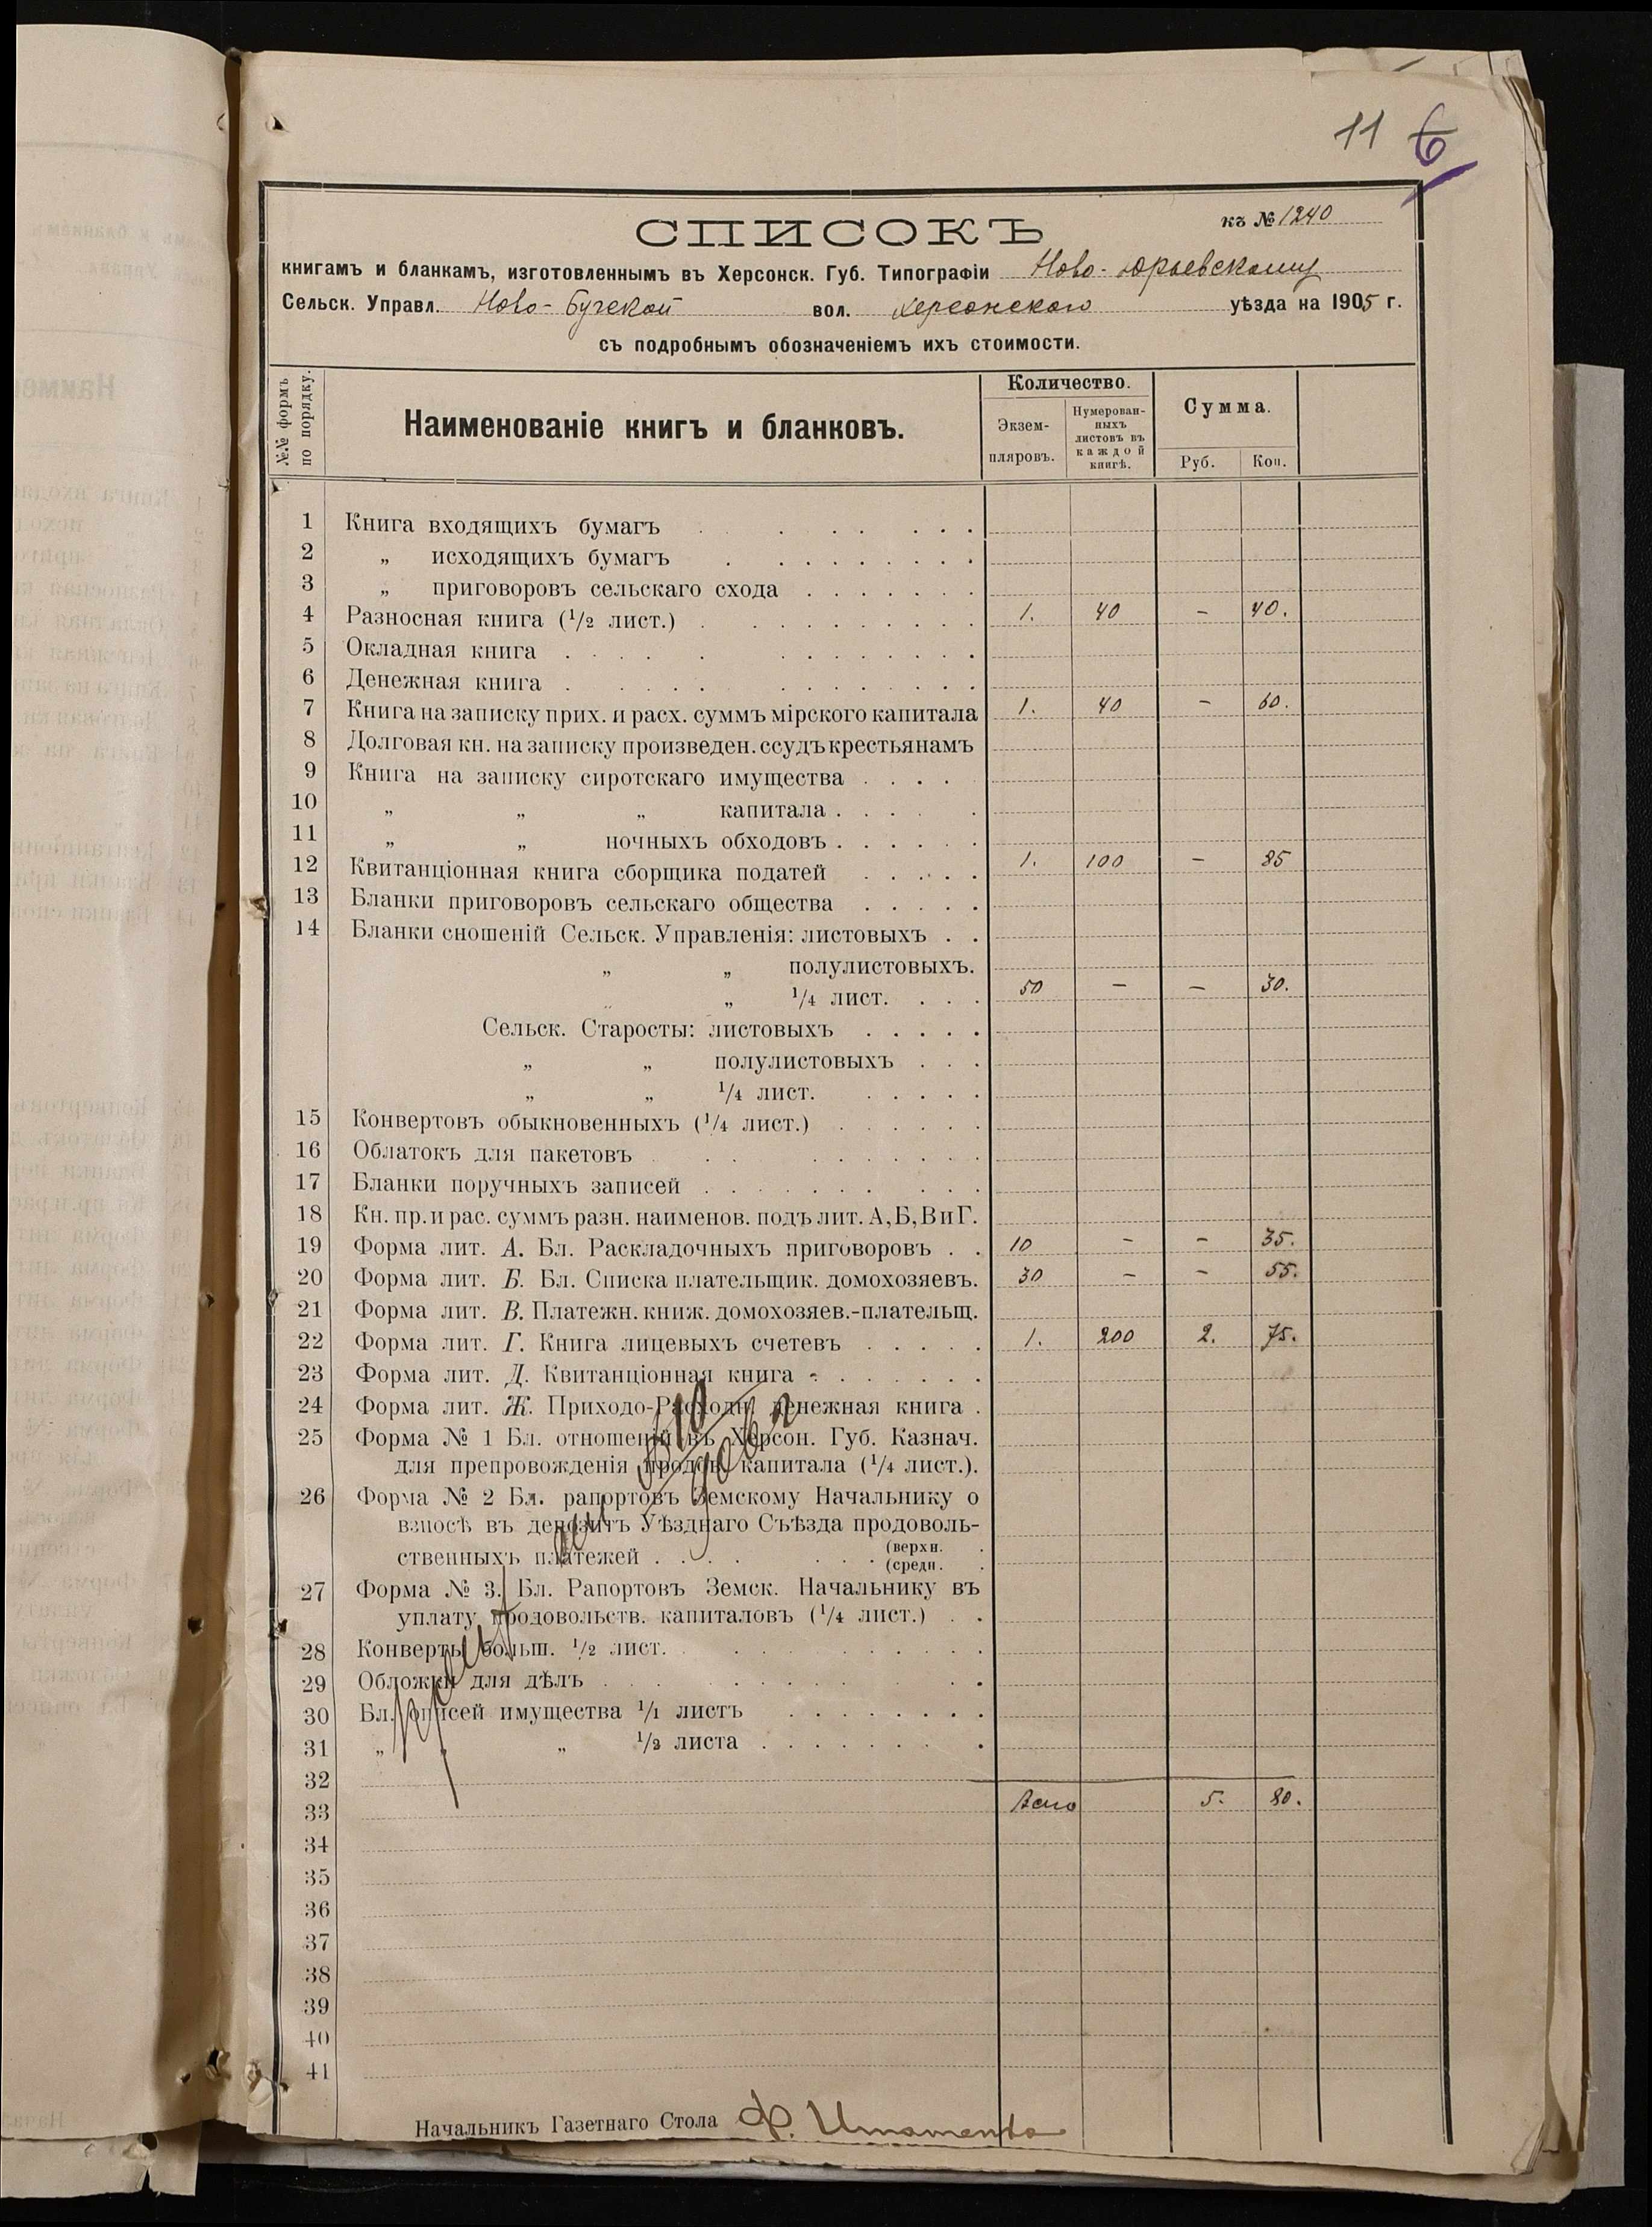 11 6
СПИСОКЪ
къ № 1240
книгамъ и бланкамъ, изготовленнымъ въ Херсонск. Губ. Типографіи Ново-Юрьевскому
Сельск. Управл. Ново-Бугской вол. Херсонскаго уѣзда на 1905 г.
съ подробнымъ обозначеніемъ ихъ стоимости.
№№ формъ по порядку.
Наименованіе книгъ и бланковъ.
Количество.
Экзем-пляровъ.
Нумерован-ныхъ листовъ въ каждой книгѣ.
Сумма.
Руб. Коп.
1 Книга входящихъ бумагъ
2 „ исходящихъ бумагъ
3 „ приговоровъ сельскаго схода
4 Разносная книга (1/2 лист.) 1. 40 — 40.
5 Окладная книга
6 Денежная книга
7 Книга на записку прих. и расх. суммъ мірского капитала 1. 40 — 60.
8 Долговая кн. на записку произведен. ссудъ крестьянамъ
9 Книга на записку сиротскаго имущества
10 „ „ „ капитала
11 „ „ ночныхъ обходовъ
12 Квитанціонная книга сборщика податей 1. 100 — 85
13 Бланки приговоровъ сельскаго общества
14 Бланки сношеній Сельск. Управленія: листовыхъ
„ „ полулистовыхъ.
„ „ 1/4 лист. 50 — — 30.
Сельск. Старосты: листовыхъ
„ „ полулистовыхъ
„ „ 1/4 лист.
15 Конвертовъ обыкновенныхъ (1/4 лист.)
16 Облатокъ для пакетовъ
17 Бланки поручныхъ записей
18 Кн. пр. и рас. суммъ разн. наименов. подъ лит. А, Б, В и Г.
19 Форма лит. А. Бл. Раскладочныхъ приговоровъ 10 — — 35.
20 Форма лит. Б. Бл. Списка плательщик. домохозяевъ. 30 — — 55.
21 Форма лит. В. Платежн. книж. домохозяев.-плательщ.
22 Форма лит. Г. Книга лицевыхъ счетевъ 1. 200 2. 75.
23 Форма лит. Д. Квитанціонная книга
24 Форма лит. Ж. Приходо-Расходн. денежная книга
25 Форма № 1 Бл. отношеній въ Херсон. Губ. Казнач.
для препровожденія продов. капитала (1/4 лист.).
26 Форма № 2 Бл. рапортовъ Земскому Начальнику о
взносѣ въ депозитъ Уѣзднаго Съѣзда продоволь-
ственныхъ платежей (верхн. (средн.
27 Форма № 3. Бл. Рапортовъ Земск. Начальнику въ
уплату продовольств. капиталовъ (1/4 лист.)
28 Конверты больш. 1/2 лист.
29 Обложки для дѣлъ
30 Бл. описей имущества 1/1 листъ
31 „ „ „ 1/2 листа
32
33 Всего 5. 80.
34
35
36
37
38
39
40
41
Начальникъ Газетнаго Стола